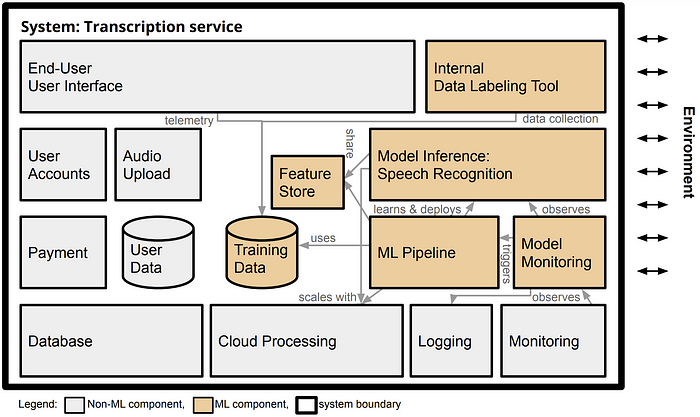 System: Transcription service
End-User
User Interface
Internal
Data Labeling Tool
telemetry
data collection
User
Accounts
Audio
Upload
Feature
Store
share
Model Inference:
Speech Recognition
learns & deploys
observes
Payment
User
Data
Training
Data
uses
ML Pipeline
triggers
Model
Monitoring
scales with
observes
Database
Cloud Processing
Logging
Monitoring
Environment
Legend:
Non-ML component,
ML component,
system boundary